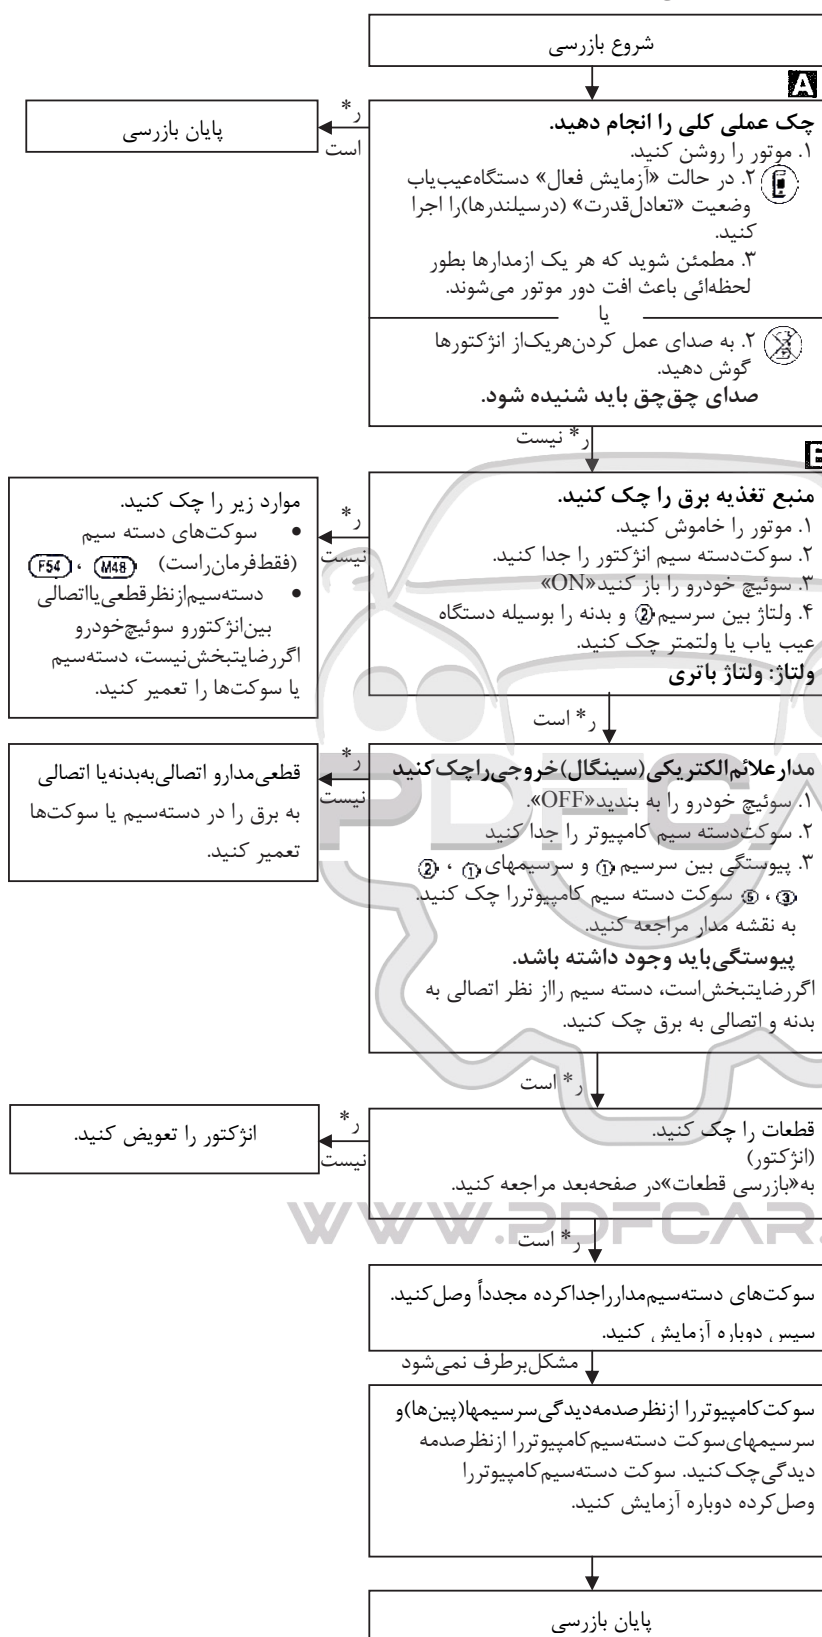 شروع بازرسی
A
چک عملی کلی را انجام دهید.
۱. موتور را روشن کنید.
۲. در حالت «آزمایش فعال» دستگاه‌عیب‌یاب
وضعیت «تعادل‌قدرت» (درسیلندرها)را اجرا
کنید.
۳. مطمئن شوید که هر یک ازمدارها بطور
لحظه‌ائی باعث افت دور موتور می‌شوند.
یا
۲. به صدای عمل کردن‌هریک‌از انژکتورها
گوش دهید.
صدای چق‌چق باید شنیده شود.
ر*
است
پایان بازرسی
ر* نیست
B
منبع تغذیه برق را چک کنید.
۱. موتور را خاموش کنید.
۲. سوکت‌دسته سیم انژکتور را جدا کنید.
۳. سوئیچ خودرو را باز کنید«ON»
۴. ولتاژ بین سرسیم ② و بدنه را بوسیله دستگاه
عیب یاب یا ولتمتر چک کنید.
ولتاژ: ولتاژ باتری
ر*
نیست
موارد زیر را چک کنید.
• سوکت‌های دسته سیم
(فقط‌فرمان‌راست) M48 ، F54
• دسته‌سیم‌ازنظرقطعی‌یااتصالی
بین‌انژکتورو سوئیچ‌خودرو
اگررضایتبخش‌نیست، دسته‌سیم
یا سوکت‌ها را تعمیر کنید.
ر* است
مدارعلائم‌الکتریکی(سینگال)خروجی‌راچک‌کنید
۱. سوئیچ خودرو را به بندید«OFF».
۲. سوکت‌دسته سیم کامپیوتر را جدا کنید
۳. پیوستگی بین سرسیم ① و سرسیمهای ① ، ②
③ ، ⑤ سوکت دسته سیم کامپیوتررا چک کنید.
به نقشه مدار مراجعه کنید.
پیوستگی‌باید وجود داشته باشد.
اگررضایتبخش‌است، دسته سیم رااز نظر اتصالی به
بدنه و اتصالی به برق چک کنید.
ر*
نیست
قطعی‌مدارو اتصالی‌به‌بدنه‌یا اتصالی
به برق را در دسته‌سیم یا سوکت‌ها
تعمیر کنید.
ر* است
قطعات را چک کنید.
(انژکتور)
به«بازرسی قطعات»در صفحه‌بعد مراجعه کنید.
ر*
نیست
انژکتور را تعویض کنید.
ر* است
سوکت‌های دسته‌سیم‌مدارراجداکرده مجدداً وصل‌کنید.
سپس دوباره آزمایش کنید.
مشکل‌برطرف نمی‌شود
سوکت‌کامپیوتررا ازنظرصدمه‌دیدگی‌سرسیمها(پین‌ها)و
سرسیمهای‌سوکت دسته‌سیم‌کامپیوتررا ازنظرصدمه
دیدگی‌چک‌کنید. سوکت دسته‌سیم‌کامپیوتررا
وصل‌کرده دوباره آزمایش کنید.
پایان بازرسی
PDFCA
WWW.PDFCAR.